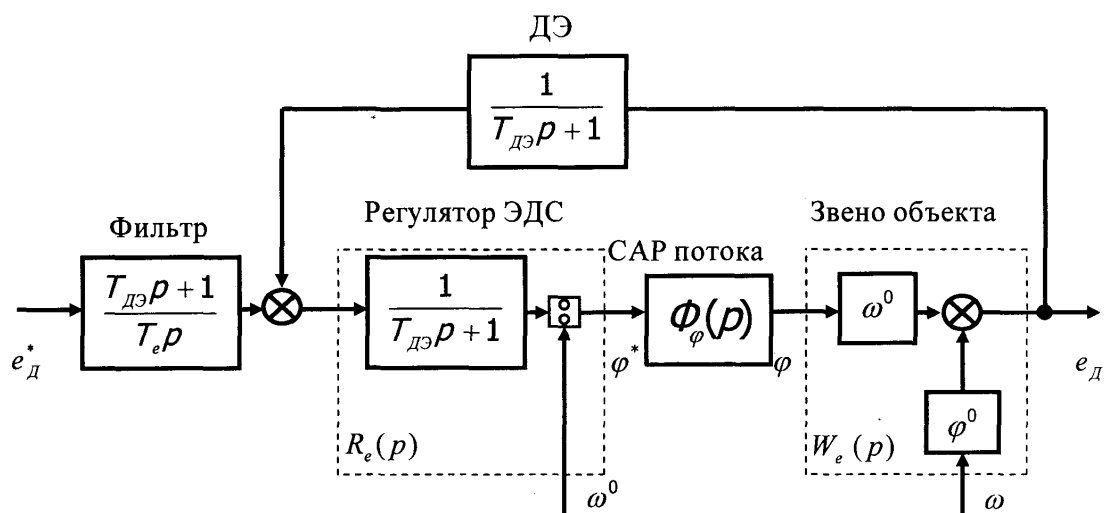 ДЭ
1
T_ДЭ p + 1
Регулятор ЭДС
Звено объекта
Фильтр
САР потока
T_ДЭ p + 1
T_e p
1
T_ДЭ p + 1
Φ_φ(p)
ω⁰
e*_Д
φ*
φ
e_Д
φ⁰
R_e(p)
W_e(p)
ω⁰
ω